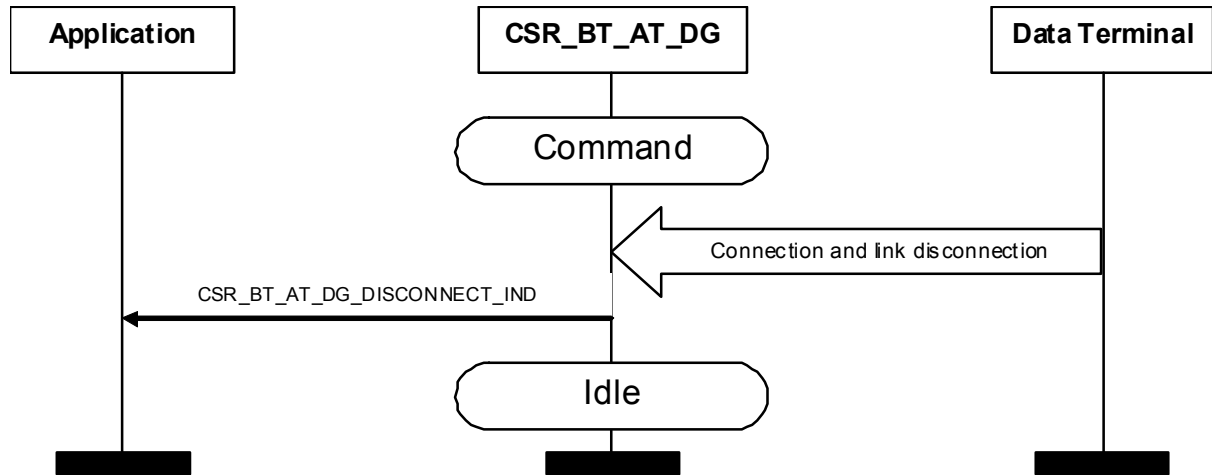 Application
CSR_BT_AT_DG
Data Terminal
Command
Connection and link disconnection
CSR_BT_AT_DG_DISCONNECT_IND
Idle